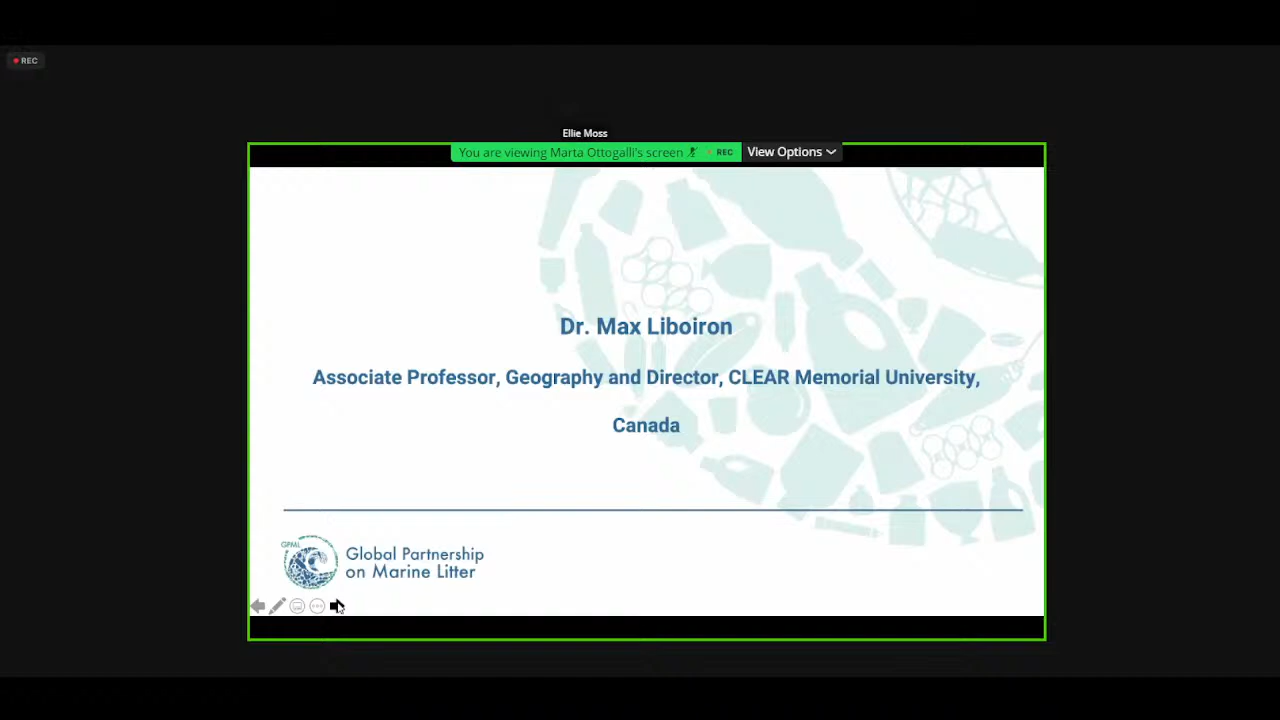 REC
Ellie Moss
You are viewing Marta Ottogalli's screen REC View Options
Dr. Max Liboiron
Associate Professor, Geography and Director, CLEAR Memorial University,
Canada
GPML
Global Partnership
on Marine Litter